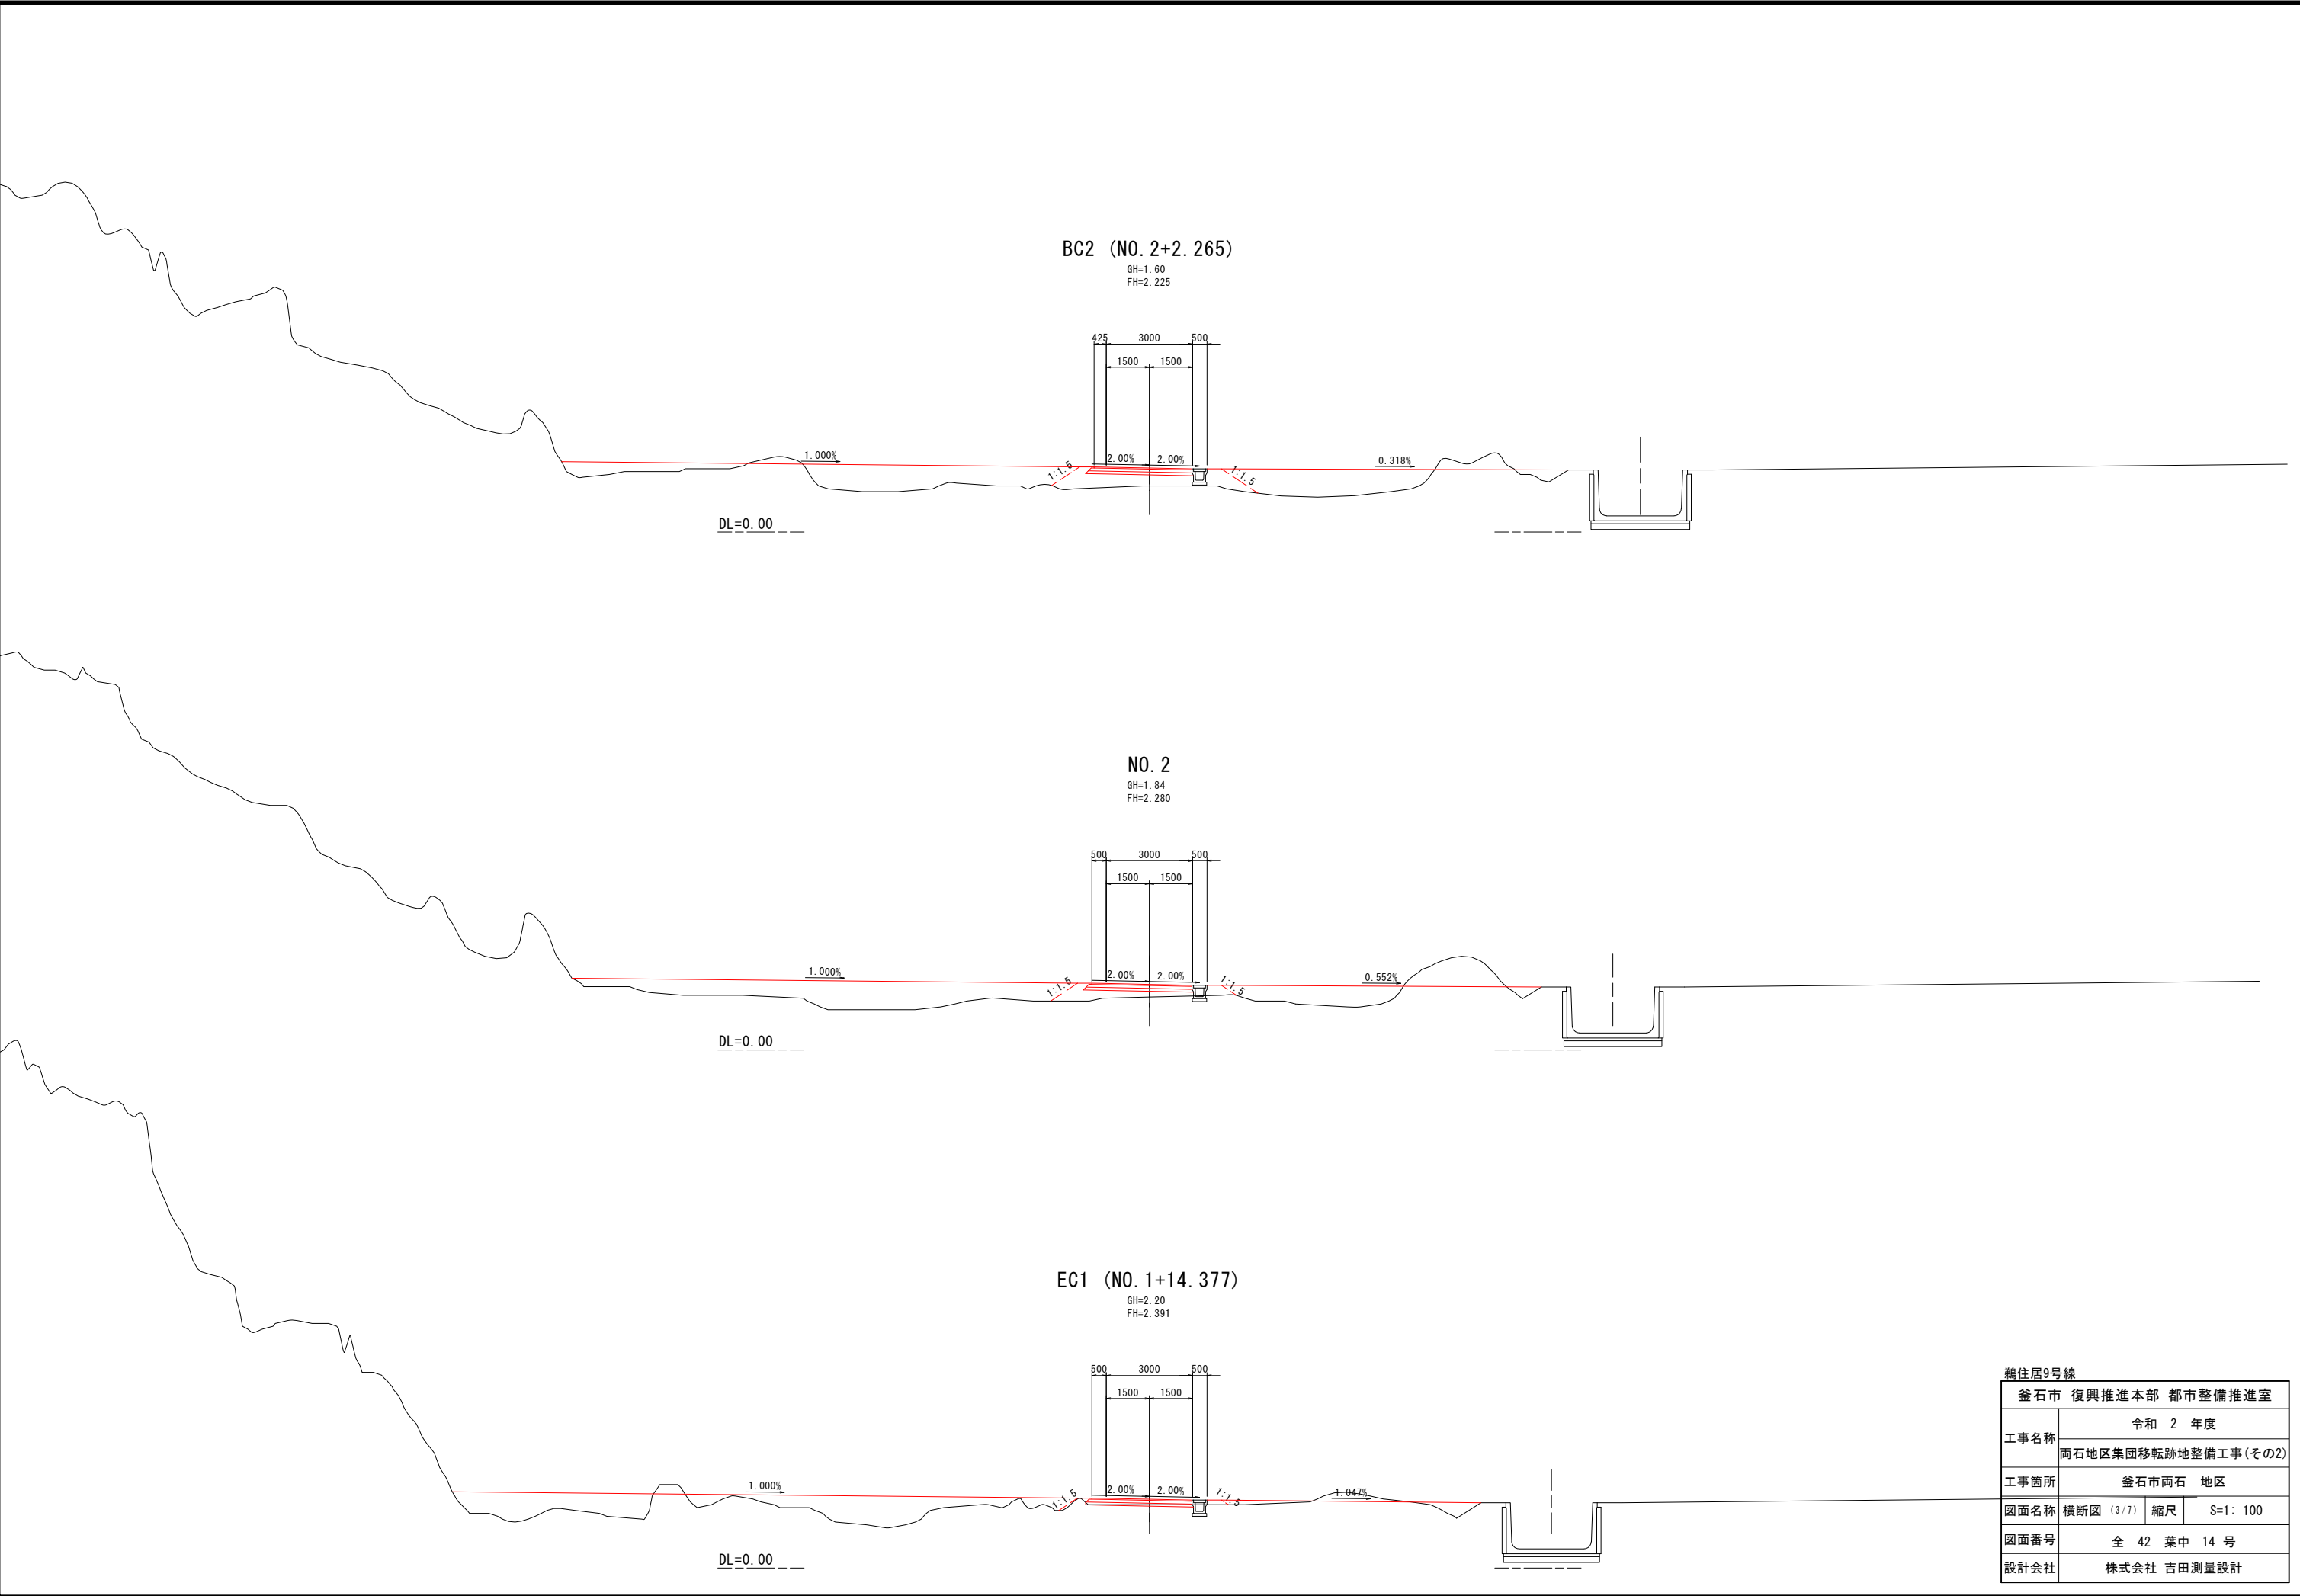 BC2 (NO.2+2.265)
GH=1.60
FH=2.225
425 3000 500
1500 1500
1.000% 1:1.5 2.00% 2.00% 1:1.5 0.318%
DL=0.00
NO.2
GH=1.84
FH=2.280
500 3000 500
1500 1500
1.000% 1:1.5 2.00% 2.00% 1:1.5 0.552%
DL=0.00
EC1 (NO.1+14.377)
GH=2.20
FH=2.391
500 3000 500
1500 1500
1.000% 1:1.5 2.00% 2.00% 1:1.5 1.047%
DL=0.00
鵜住居9号線
釜石市 復興推進本部 都市整備推進室
工事名称 令和 2 年度
両石地区集団移転跡地整備工事(その2)
工事箇所 釜石市両石 地区
図面名称 横断図 (3/7) 縮尺 S=1:100
図面番号 全 42 葉中 14 号
設計会社 株式会社 吉田測量設計